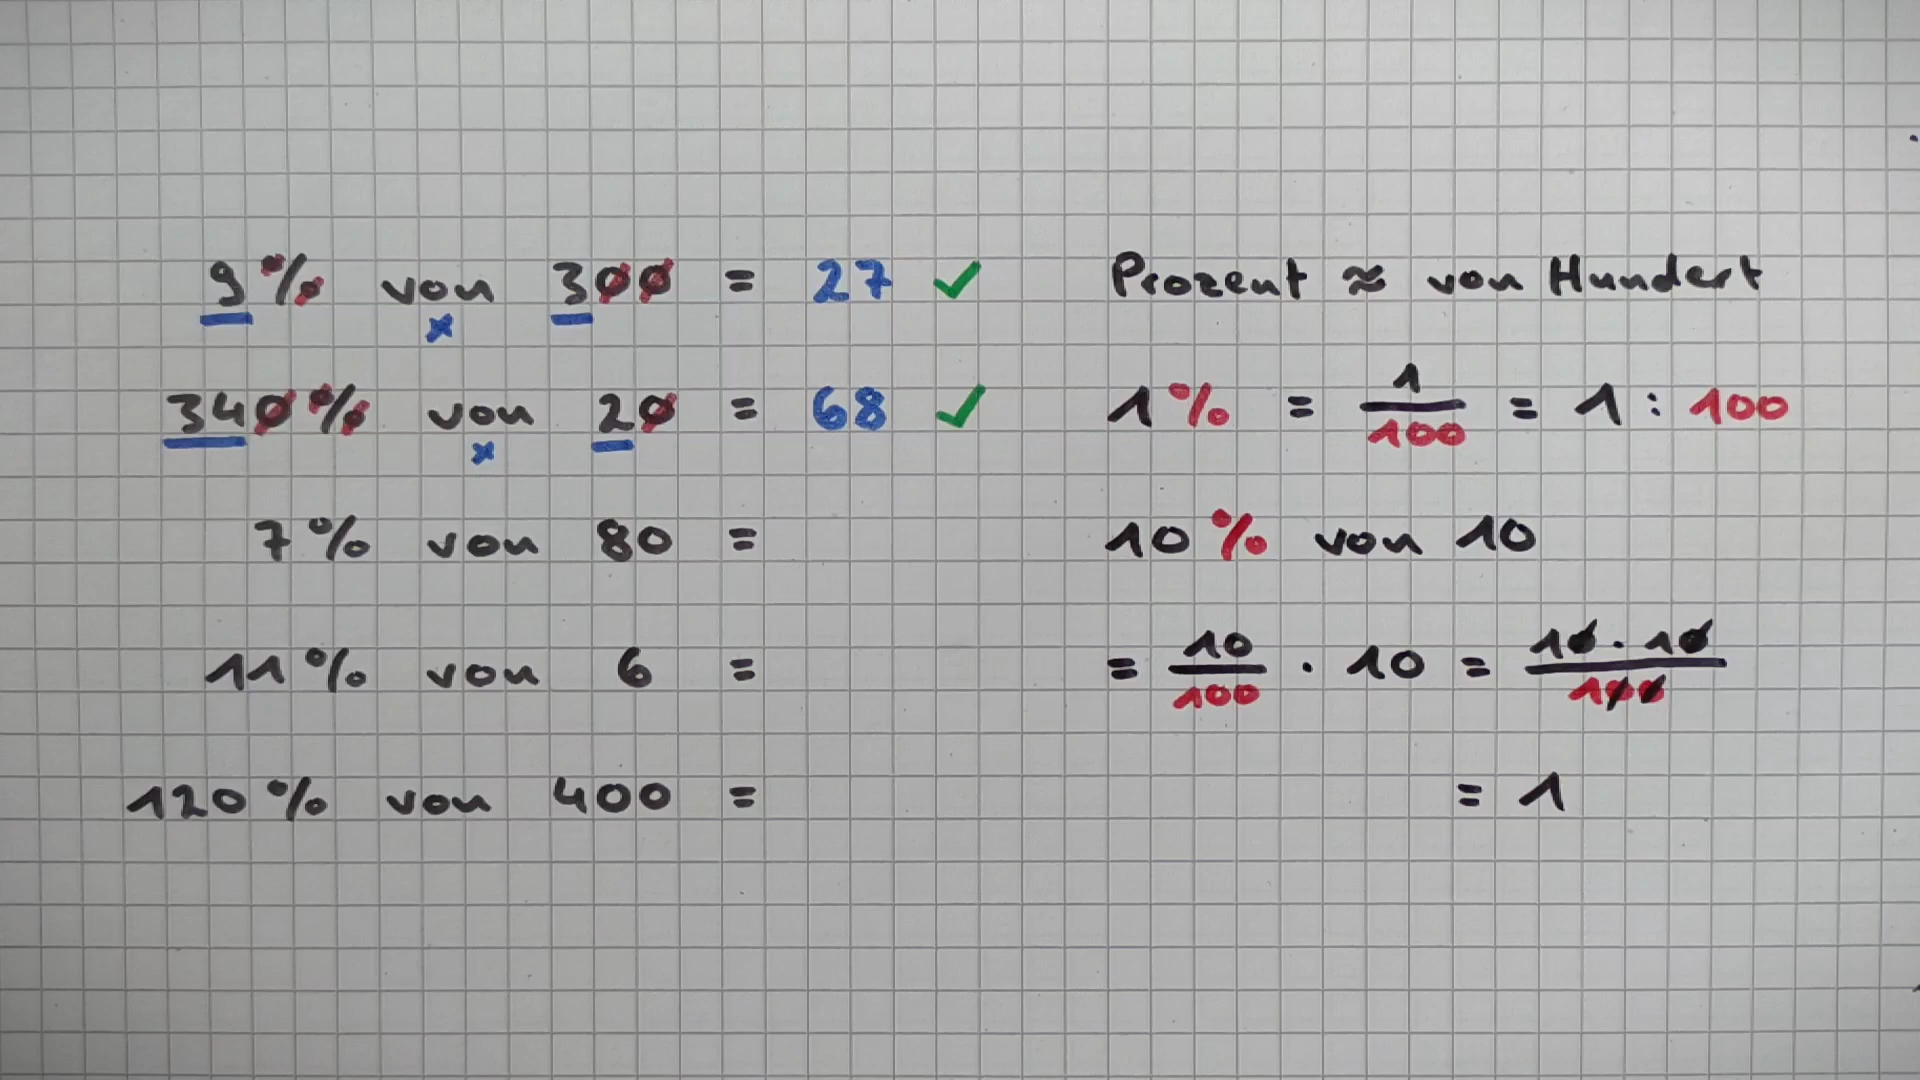 9% von 300 = 27 ✓
x
340% von 20 = 68 ✓
x
7% von 80 =
11% von 6 =
120% von 400 =
Prozent ≈ von Hundert
1% = 1/100 = 1 : 100
10% von 10
= 10/100 · 10 = 10 · 10/100
= 1